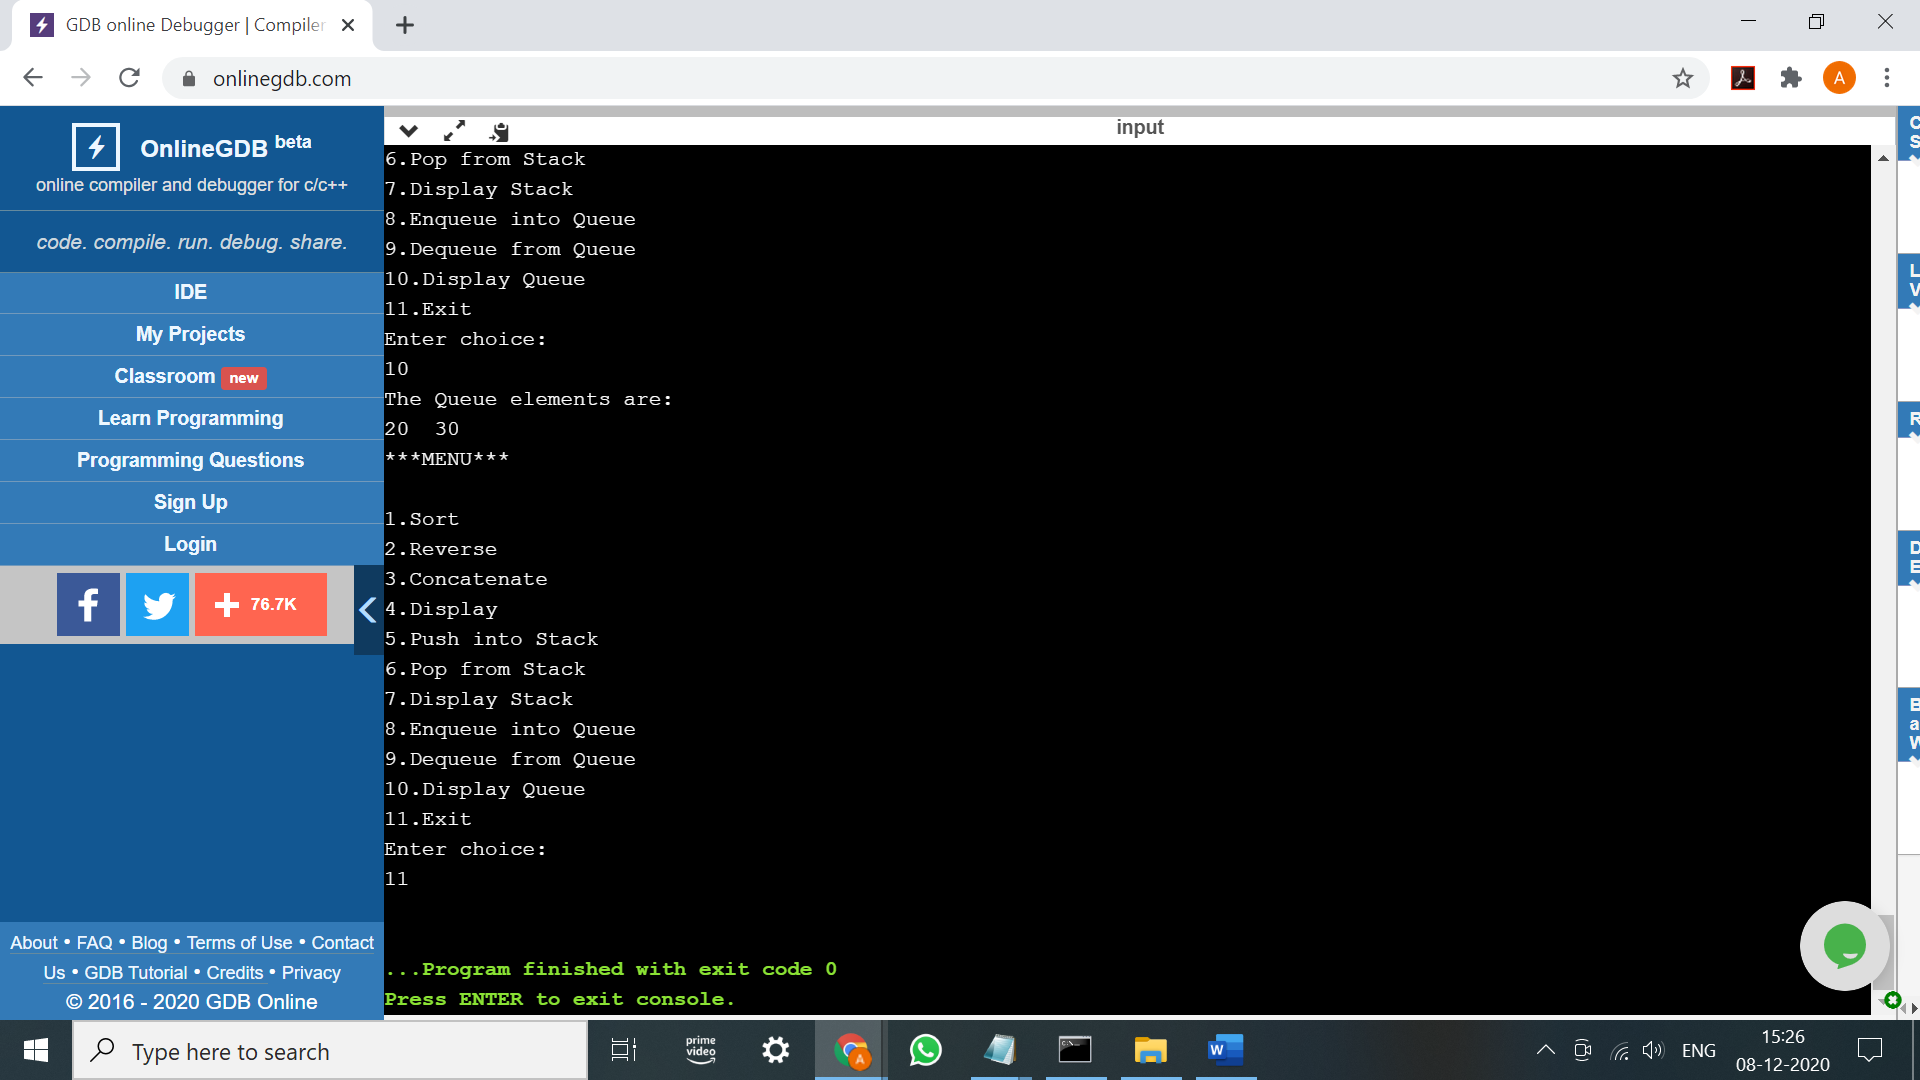 GDB online Debugger | Compiler
onlinegdb.com
A
OnlineGDB beta
online compiler and debugger for c/c++
code. compile. run. debug. share.
IDE
My Projects
Classroom new
Learn Programming
Programming Questions
Sign Up
Login
f
+ 76.7K
About • FAQ • Blog • Terms of Use • Contact
Us • GDB Tutorial • Credits • Privacy
© 2016 - 2020 GDB Online
input
6.Pop from Stack
7.Display Stack
8.Enqueue into Queue
9.Dequeue from Queue
10.Display Queue
11.Exit
Enter choice:
10
The Queue elements are:
20  30
***MENU***
1.Sort
2.Reverse
3.Concatenate
4.Display
5.Push into Stack
6.Pop from Stack
7.Display Stack
8.Enqueue into Queue
9.Dequeue from Queue
10.Display Queue
11.Exit
Enter choice:
11
...Program finished with exit code 0
Press ENTER to exit console.
Type here to search
prime
video
A
W
ENG
15:26
08-12-2020